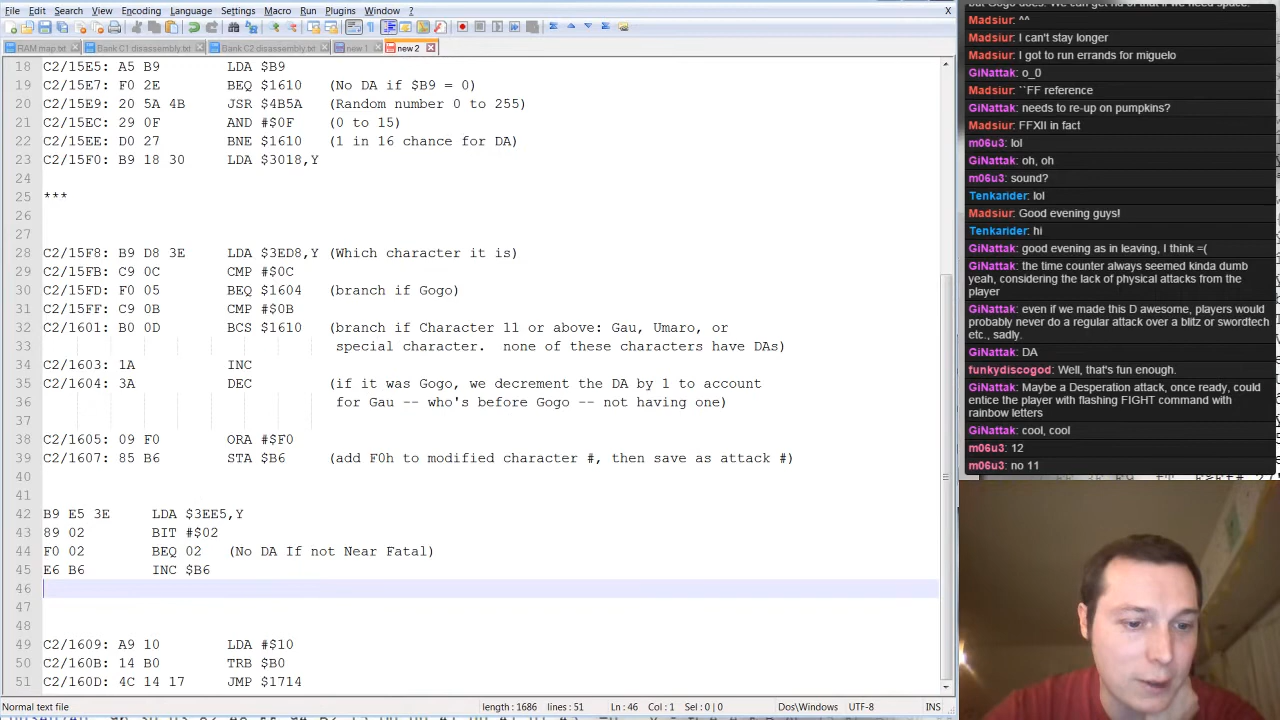 File Edit Search View Encoding Language Settings Macro Run Plugins Window ? X
RAM map.txt Bank C1 disassembly.txt Bank C2 disassembly.txt new 1 new 2
18 C2/15E5: A5 B9 LDA $B9
19 C2/15E7: F0 2E BEQ $1610 (No DA if $B9 = 0)
20 C2/15E9: 20 5A 4B JSR $4B5A (Random number 0 to 255)
21 C2/15EC: 29 0F AND #$0F (0 to 15)
22 C2/15EE: D0 27 BNE $1610 (1 in 16 chance for DA)
23 C2/15F0: B9 18 30 LDA $3018,Y
24
25 ***
26
27
28 C2/15F8: B9 D8 3E LDA $3ED8,Y (Which character it is)
29 C2/15FB: C9 0C CMP #$0C
30 C2/15FD: F0 05 BEQ $1604 (branch if Gogo)
31 C2/15FF: C9 0B CMP #$0B
32 C2/1601: B0 0D BCS $1610 (branch if Character 11 or above: Gau, Umaro, or
33 special character. none of these characters have DAs)
34 C2/1603: 1A INC
35 C2/1604: 3A DEC (if it was Gogo, we decrement the DA by 1 to account
36 for Gau -- who's before Gogo -- not having one)
37
38 C2/1605: 09 F0 ORA #$F0
39 C2/1607: 85 B6 STA $B6 (add F0h to modified character #, then save as attack #)
40
41
42 B9 E5 3E LDA $3EE5,Y
43 89 02 BIT #$02
44 F0 02 BEQ 02 (No DA If not Near Fatal)
45 E6 B6 INC $B6
46
47
48
49 C2/1609: A9 10 LDA #$10
50 C2/160B: 14 B0 TRB $B0
51 C2/160D: 4C 14 17 JMP $1714
Normal text file length : 1686 lines : 51 Ln : 46 Col : 1 Sel : 0 | 0 Dos\Windows UTF-8 INS
Madsiur: ^^
Madsiur: I can't stay longer
Madsiur: I got to run errands for miguelo
GiNattak: o_0
Madsiur: ``FF reference
GiNattak: needs to re-up on pumpkins?
Madsiur: FFXII in fact
m06u3: lol
GiNattak: oh, oh
m06u3: sound?
Tenkarider: lol
Madsiur: Good evening guys!
Tenkarider: hi
GiNattak: good evening as in leaving, I think =(
GiNattak: the time counter always seemed kinda dumb
yeah, considering the lack of physical attacks from the
player
GiNattak: even if we made this D awesome, players would
probably never do a regular attack over a blitz or swordtech
etc., sadly.
GiNattak: DA
funkydiscogod: Well, that's fun enough.
GiNattak: Maybe a Desperation attack, once ready, could
entice the player with flashing FIGHT command with
rainbow letters
GiNattak: cool, cool
m06u3: 12
m06u3: no 11